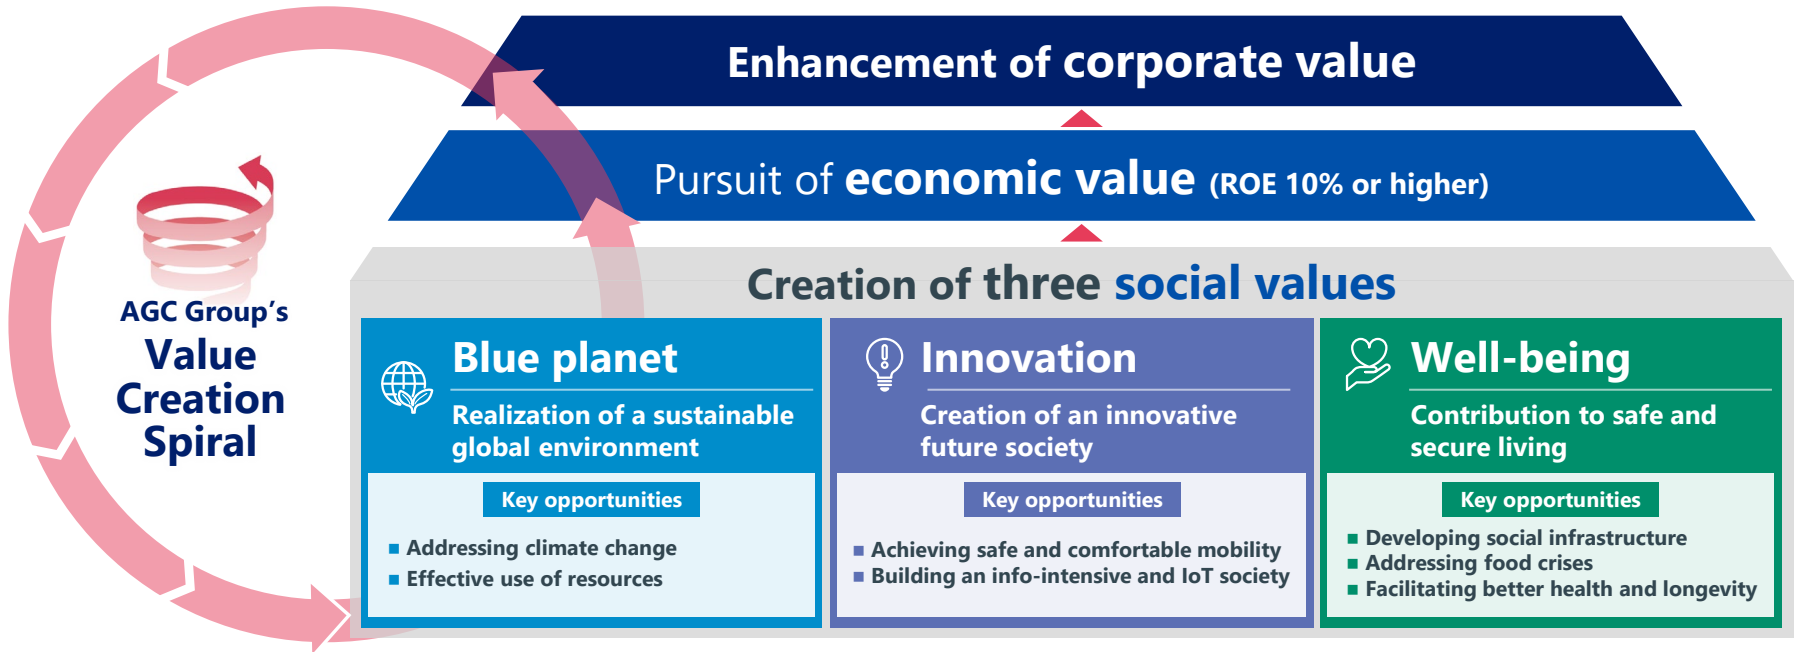 Enhancement of corporate value
Pursuit of economic value (ROE 10% or higher)
Creation of three social values
AGC Group’s
Value
Creation
Spiral
Blue planet
Realization of a sustainable
global environment
Key opportunities
■ Addressing climate change
■ Effective use of resources
Innovation
Creation of an innovative
future society
Key opportunities
■ Achieving safe and comfortable mobility
■ Building an info-intensive and IoT society
Well-being
Contribution to safe and
secure living
Key opportunities
■ Developing social infrastructure
■ Addressing food crises
■ Facilitating better health and longevity